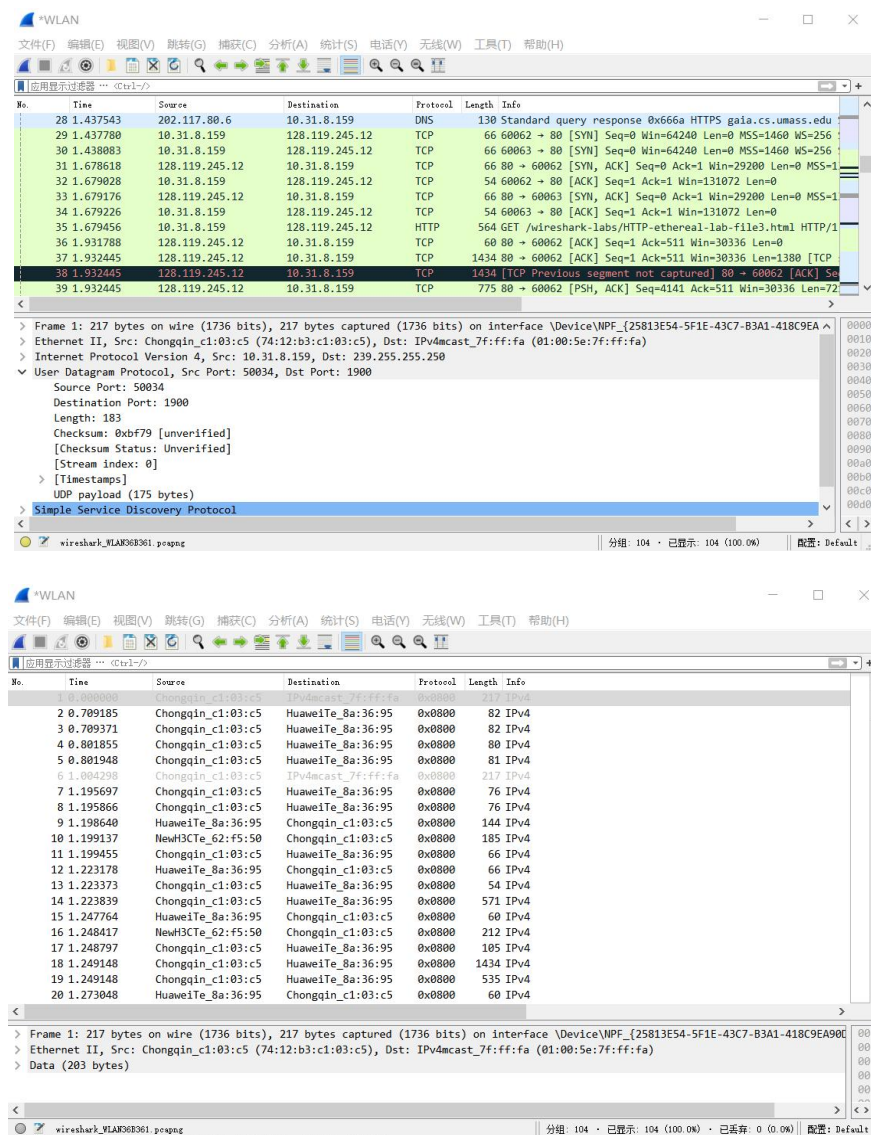 *WLAN
文件(F) 编辑(E) 视图(V) 跳转(G) 捕获(C) 分析(A) 统计(S) 电话(Y) 无线(W) 工具(T) 帮助(H)
应用显示过滤器 … <Ctrl-/>
No. Time Source Destination Protocol Length Info
28 1.437543 202.117.80.6 10.31.8.159 DNS 130 Standard query response 0x666a HTTPS gaia.cs.umass.edu
29 1.437780 10.31.8.159 128.119.245.12 TCP 66 60062 → 80 [SYN] Seq=0 Win=64240 Len=0 MSS=1460 WS=256
30 1.438083 10.31.8.159 128.119.245.12 TCP 66 60063 → 80 [SYN] Seq=0 Win=64240 Len=0 MSS=1460 WS=256
31 1.678618 128.119.245.12 10.31.8.159 TCP 66 80 → 60062 [SYN, ACK] Seq=0 Ack=1 Win=29200 Len=0 MSS=1
32 1.679028 10.31.8.159 128.119.245.12 TCP 54 60062 → 80 [ACK] Seq=1 Ack=1 Win=131072 Len=0
33 1.679176 128.119.245.12 10.31.8.159 TCP 66 80 → 60063 [SYN, ACK] Seq=0 Ack=1 Win=29200 Len=0 MSS=1
34 1.679226 10.31.8.159 128.119.245.12 TCP 54 60063 → 80 [ACK] Seq=1 Ack=1 Win=131072 Len=0
35 1.679456 10.31.8.159 128.119.245.12 HTTP 564 GET /wireshark-labs/HTTP-ethereal-lab-file3.html HTTP/1
36 1.931788 128.119.245.12 10.31.8.159 TCP 60 80 → 60062 [ACK] Seq=1 Ack=511 Win=30336 Len=0
37 1.932445 128.119.245.12 10.31.8.159 TCP 1434 80 → 60062 [ACK] Seq=1 Ack=511 Win=30336 Len=1380 [TCP
38 1.932445 128.119.245.12 10.31.8.159 TCP 1434 [TCP Previous segment not captured] 80 → 60062 [ACK] Se
39 1.932445 128.119.245.12 10.31.8.159 TCP 775 80 → 60062 [PSH, ACK] Seq=4141 Ack=511 Win=30336 Len=72
Frame 1: 217 bytes on wire (1736 bits), 217 bytes captured (1736 bits) on interface \Device\NPF_{25813E54-5F1E-43C7-B3A1-418C9EA 0000
Ethernet II, Src: Chongqin_c1:03:c5 (74:12:b3:c1:03:c5), Dst: IPv4mcast_7f:ff:fa (01:00:5e:7f:ff:fa) 0010
Internet Protocol Version 4, Src: 10.31.8.159, Dst: 239.255.255.250 0020
User Datagram Protocol, Src Port: 50034, Dst Port: 1900 0030
Source Port: 50034 0040
Destination Port: 1900 0050
Length: 183 0060
Checksum: 0xbf79 [unverified] 0070
[Checksum Status: Unverified] 0080
[Stream index: 0] 0090
[Timestamps] 00a0
UDP payload (175 bytes) 00b0
Simple Service Discovery Protocol 00c0
00d0
wireshark_WLAN36B361.pcapng 分组: 104 · 已显示: 104 (100.0%) 配置: Default
*WLAN
文件(F) 编辑(E) 视图(V) 跳转(G) 捕获(C) 分析(A) 统计(S) 电话(Y) 无线(W) 工具(T) 帮助(H)
应用显示过滤器 … <Ctrl-/>
No. Time Source Destination Protocol Length Info
1 0.000000 Chongqin_c1:03:c5 IPv4mcast_7f:ff:fa 0x0800 217 IPv4
2 0.709185 Chongqin_c1:03:c5 HuaweiTe_8a:36:95 0x0800 82 IPv4
3 0.709371 Chongqin_c1:03:c5 HuaweiTe_8a:36:95 0x0800 82 IPv4
4 0.801855 Chongqin_c1:03:c5 HuaweiTe_8a:36:95 0x0800 80 IPv4
5 0.801948 Chongqin_c1:03:c5 HuaweiTe_8a:36:95 0x0800 81 IPv4
6 1.004298 Chongqin_c1:03:c5 IPv4mcast_7f:ff:fa 0x0800 217 IPv4
7 1.195697 Chongqin_c1:03:c5 HuaweiTe_8a:36:95 0x0800 76 IPv4
8 1.195866 Chongqin_c1:03:c5 HuaweiTe_8a:36:95 0x0800 76 IPv4
9 1.198640 HuaweiTe_8a:36:95 Chongqin_c1:03:c5 0x0800 144 IPv4
10 1.199137 NewH3CTe_62:f5:50 Chongqin_c1:03:c5 0x0800 185 IPv4
11 1.199455 Chongqin_c1:03:c5 HuaweiTe_8a:36:95 0x0800 66 IPv4
12 1.223178 HuaweiTe_8a:36:95 Chongqin_c1:03:c5 0x0800 66 IPv4
13 1.223373 Chongqin_c1:03:c5 HuaweiTe_8a:36:95 0x0800 54 IPv4
14 1.223839 Chongqin_c1:03:c5 HuaweiTe_8a:36:95 0x0800 571 IPv4
15 1.247764 HuaweiTe_8a:36:95 Chongqin_c1:03:c5 0x0800 60 IPv4
16 1.248417 NewH3CTe_62:f5:50 Chongqin_c1:03:c5 0x0800 212 IPv4
17 1.248797 Chongqin_c1:03:c5 HuaweiTe_8a:36:95 0x0800 105 IPv4
18 1.249148 Chongqin_c1:03:c5 HuaweiTe_8a:36:95 0x0800 1434 IPv4
19 1.249148 Chongqin_c1:03:c5 HuaweiTe_8a:36:95 0x0800 535 IPv4
20 1.273048 HuaweiTe_8a:36:95 Chongqin_c1:03:c5 0x0800 60 IPv4
Frame 1: 217 bytes on wire (1736 bits), 217 bytes captured (1736 bits) on interface \Device\NPF_{25813E54-5F1E-43C7-B3A1-418C9EA90D 00
Ethernet II, Src: Chongqin_c1:03:c5 (74:12:b3:c1:03:c5), Dst: IPv4mcast_7f:ff:fa (01:00:5e:7f:ff:fa) 00
Data (203 bytes) 00
00
wireshark_WLAN36B361.pcapng 分组: 104 · 已显示: 104 (100.0%) · 已丢弃: 0 (0.0%) 配置: Default